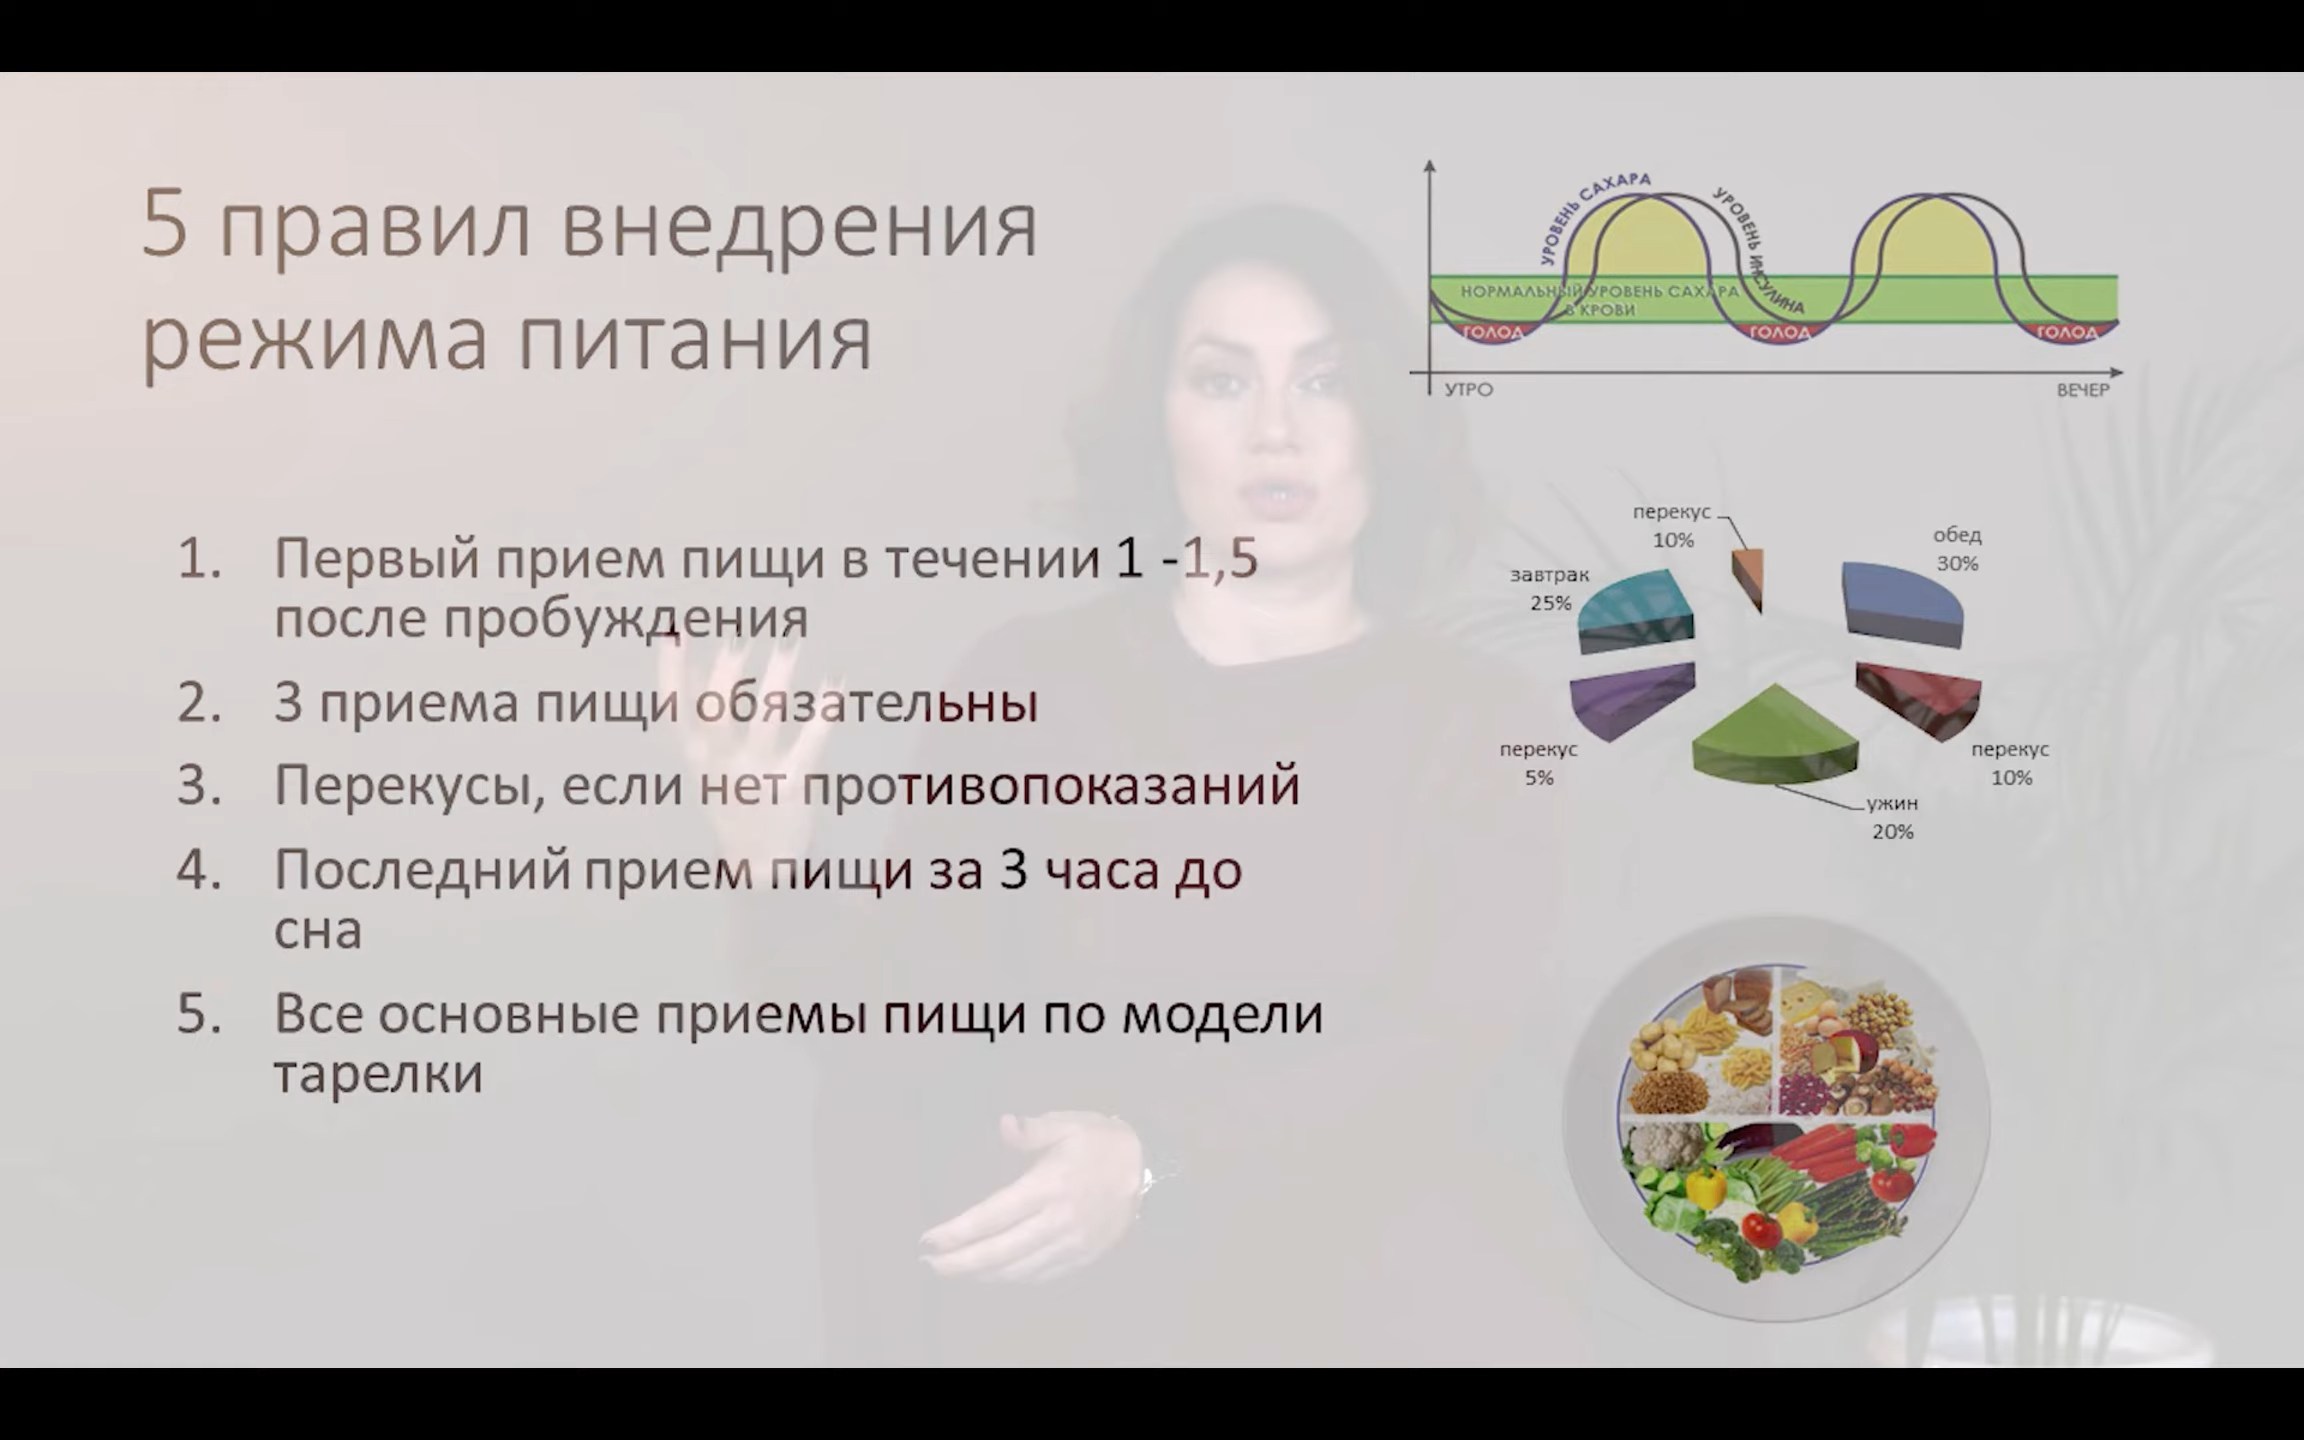 5 правил внедрения
режима питания
1. Первый прием пищи в течении 1 -1,5
после пробуждения
2. 3 приема пищи обязательны
3. Перекусы, если нет противопоказаний
4. Последний прием пищи за 3 часа до
сна
5. Все основные приемы пищи по модели
тарелки
УРОВЕНЬ САХАРА
УРОВЕНЬ ИНСУЛИНА
НОРМАЛЬНЫЙ УРОВЕНЬ САХАРА
В КРОВИ
ГОЛОД
ГОЛОД
ГОЛОД
УТРО
ВЕЧЕР
перекус
10%
обед
30%
завтрак
25%
перекус
5%
перекус
10%
ужин
20%